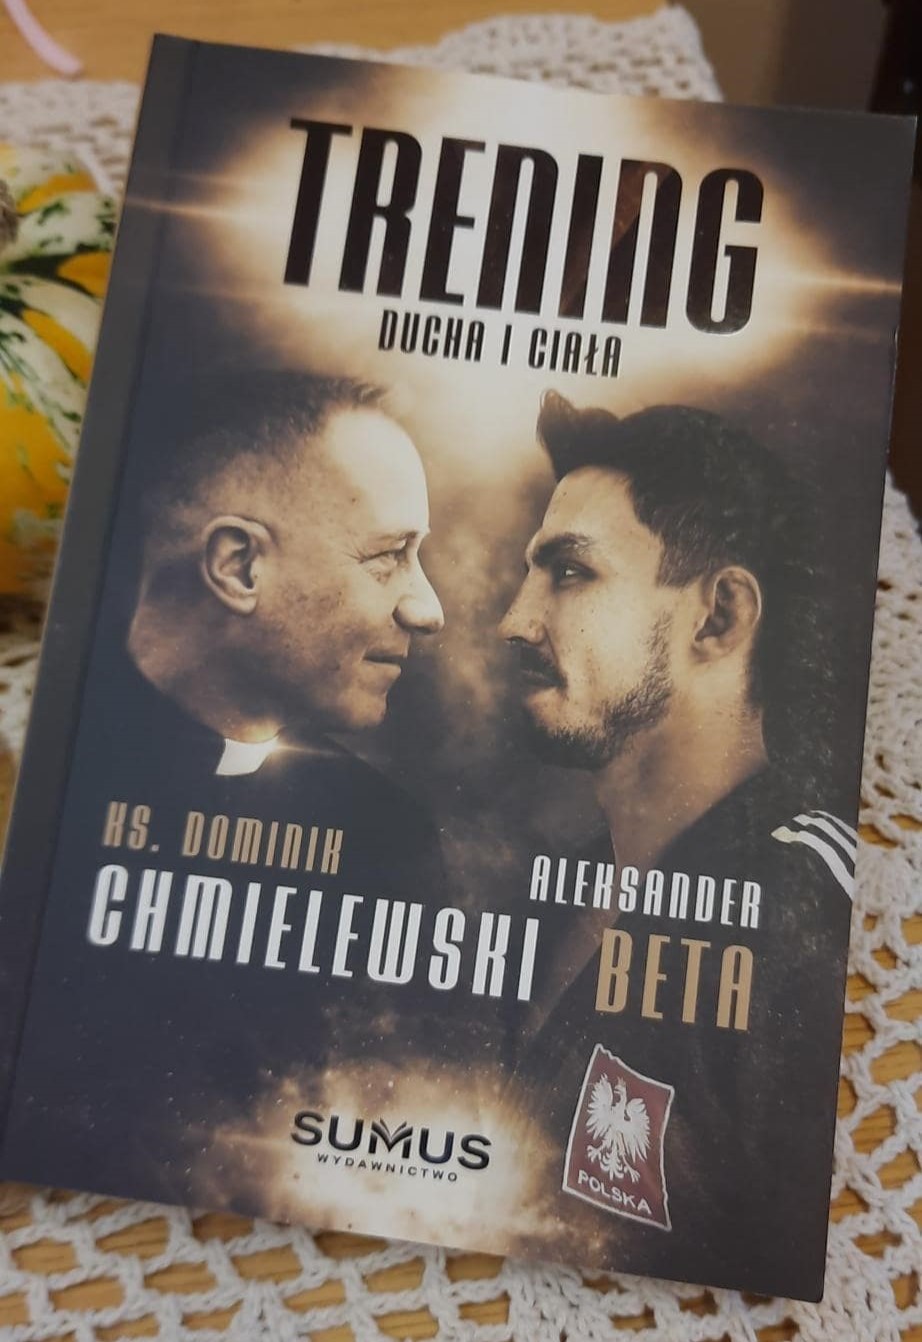 TRENING
DUCHA I CIAŁA
KS. DOMINIK
CHMIELEWSKI
ALEKSANDER
BETA
SUMUS
WYDAWNICTWO
POLSKA